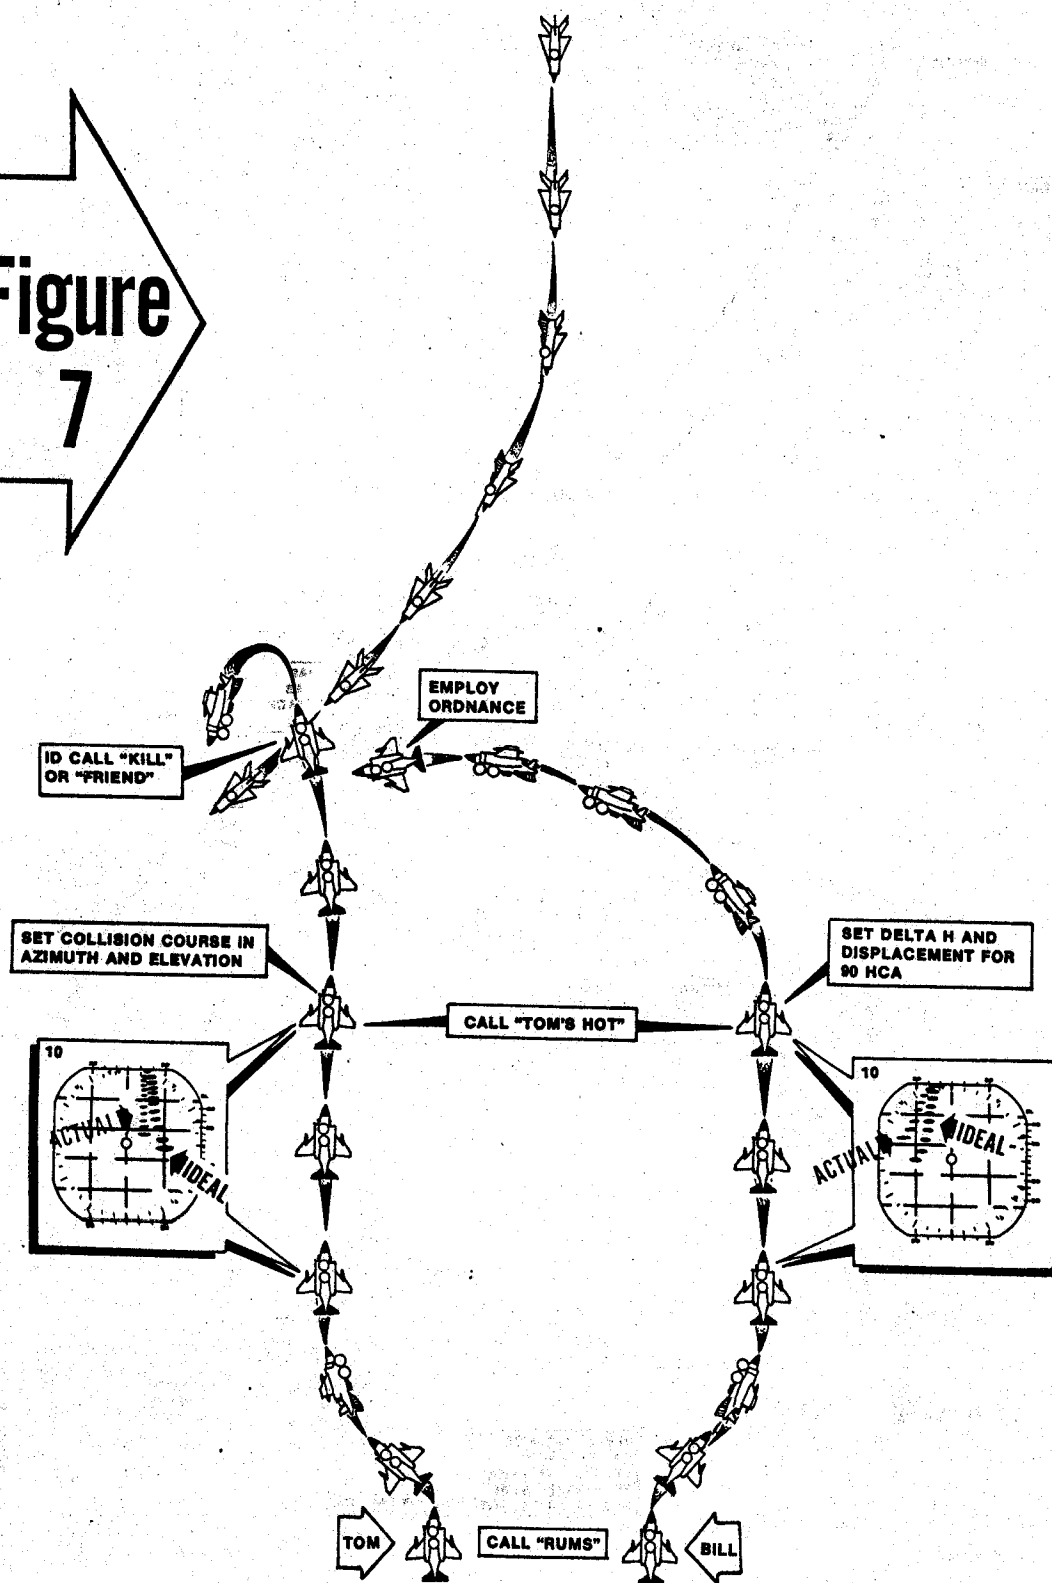 Figure
7
EMPLOY
ORDNANCE
ID CALL "KILL"
OR "FRIEND"
SET COLLISION COURSE IN
AZIMUTH AND ELEVATION
SET DELTA H AND
DISPLACEMENT FOR
90 HCA
CALL "TOM'S HOT"
10
ACTUAL
IDEAL
10
ACTUAL
IDEAL
TOM
CALL "RUMS"
BILL